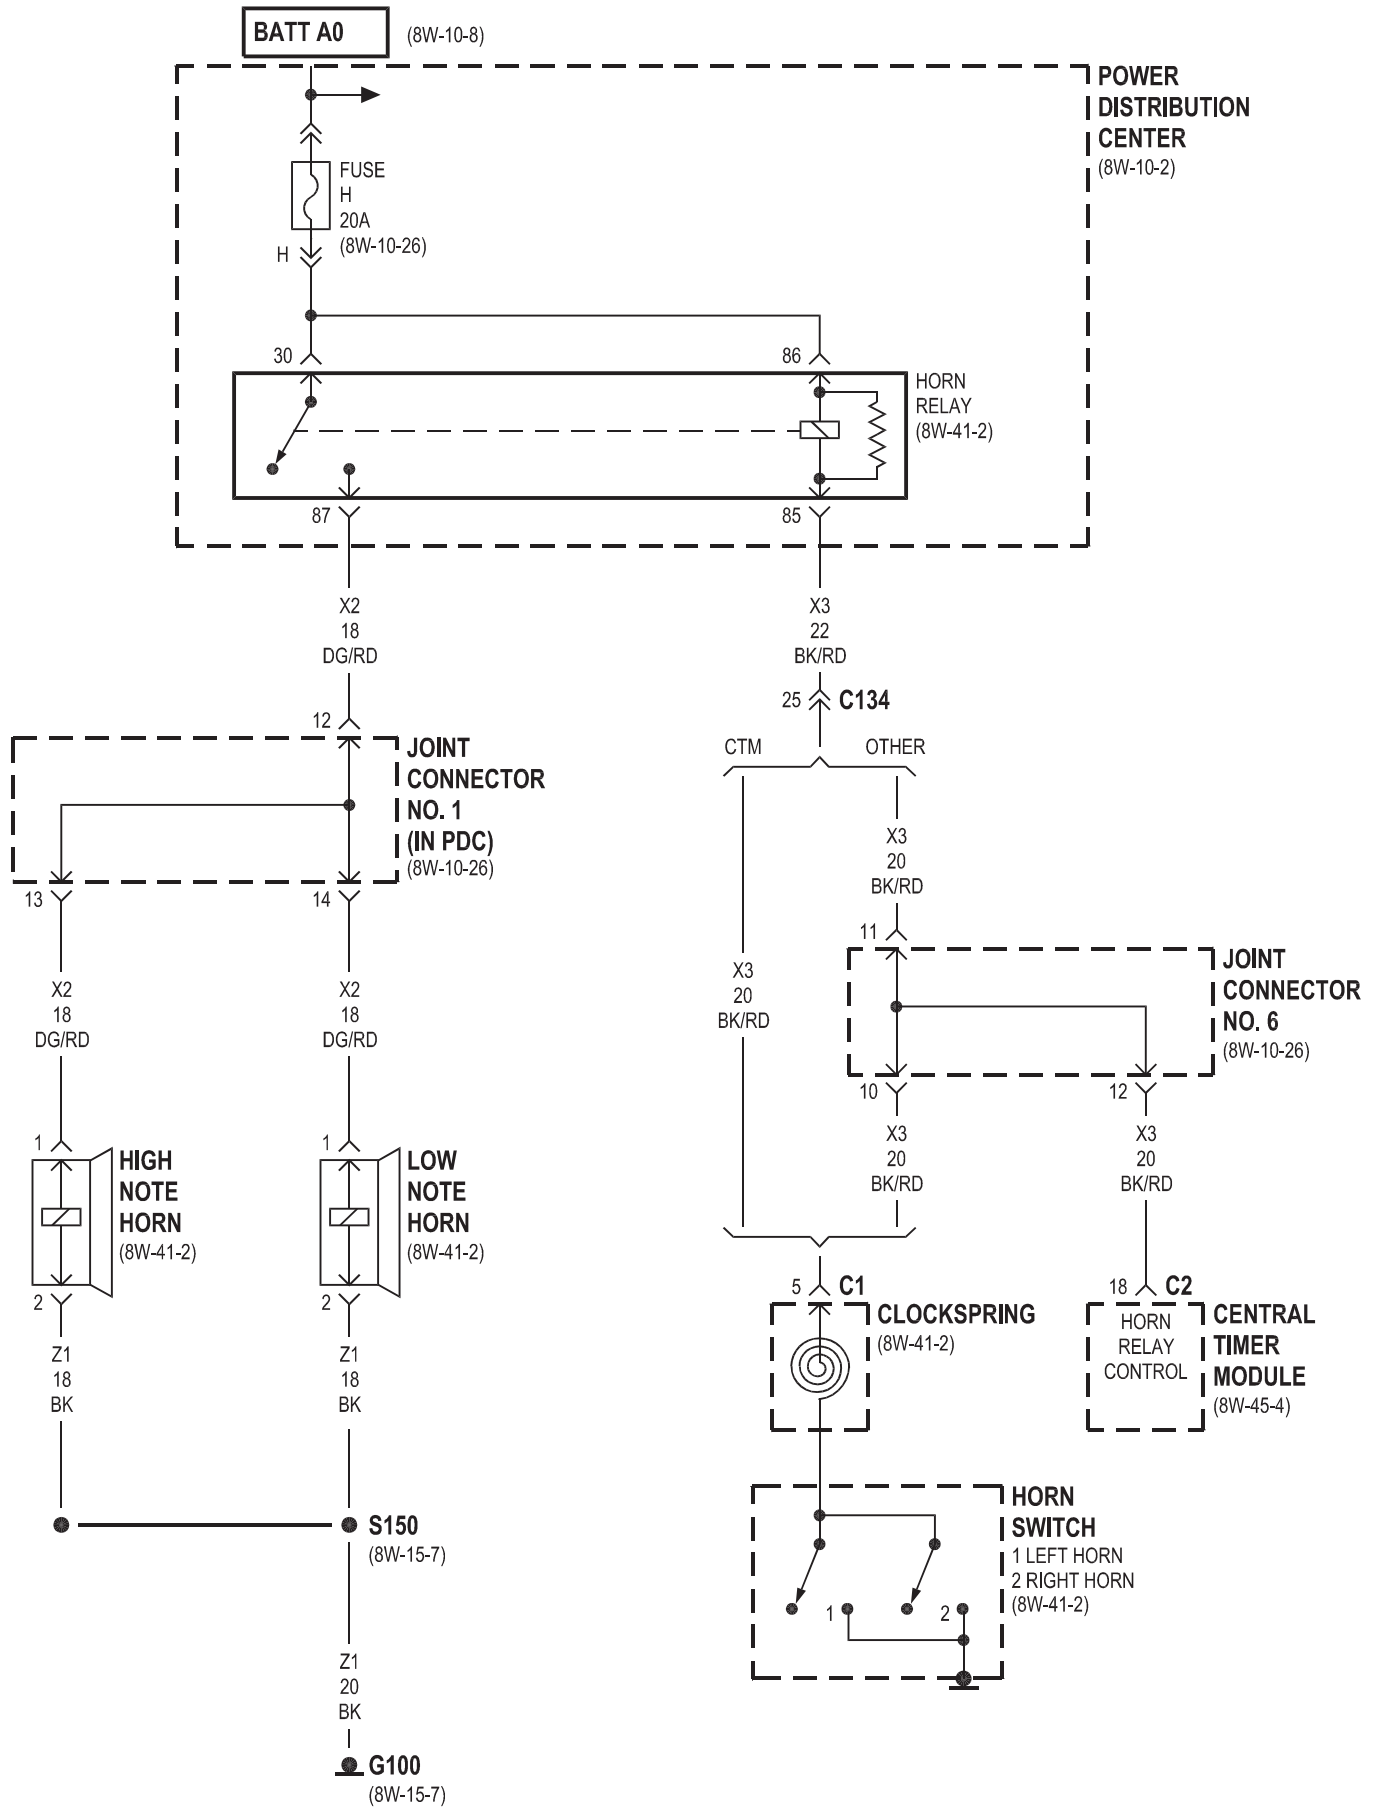 BATT A0
(8W-10-8)
POWER
DISTRIBUTION
CENTER
(8W-10-2)
FUSE
H
20A
(8W-10-26)
H
30
86
HORN
RELAY
(8W-41-2)
87
85
X2
18
DG/RD
X3
22
BK/RD
25
C134
12
CTM
OTHER
JOINT
CONNECTOR
NO. 1
(IN PDC)
(8W-10-26)
X3
20
BK/RD
13
14
11
JOINT
CONNECTOR
NO. 6
(8W-10-26)
X2
18
DG/RD
X2
18
DG/RD
X3
20
BK/RD
10
12
1
HIGH
NOTE
HORN
(8W-41-2)
1
LOW
NOTE
HORN
(8W-41-2)
X3
20
BK/RD
X3
20
BK/RD
2
2
5
C1
CLOCKSPRING
(8W-41-2)
18
C2
HORN
RELAY
CONTROL
CENTRAL
TIMER
MODULE
(8W-45-4)
Z1
18
BK
Z1
18
BK
S150
(8W-15-7)
HORN
SWITCH
1 LEFT HORN
2 RIGHT HORN
(8W-41-2)
1
2
Z1
20
BK
G100
(8W-15-7)